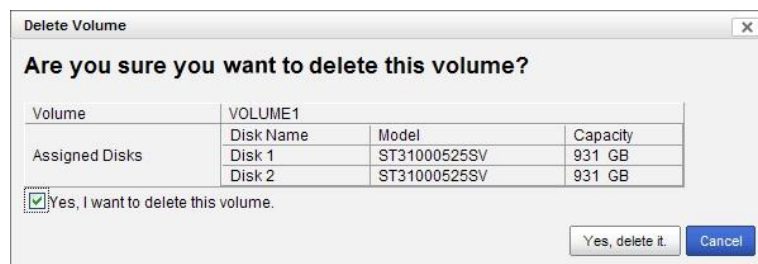 Delete Volume
Are you sure you want to delete this volume?
Volume VOLUME1
Assigned Disks
Disk Name Model Capacity
Disk 1 ST31000525SV 931 GB
Disk 2 ST31000525SV 931 GB
Yes, I want to delete this volume.
Yes, delete it. Cancel